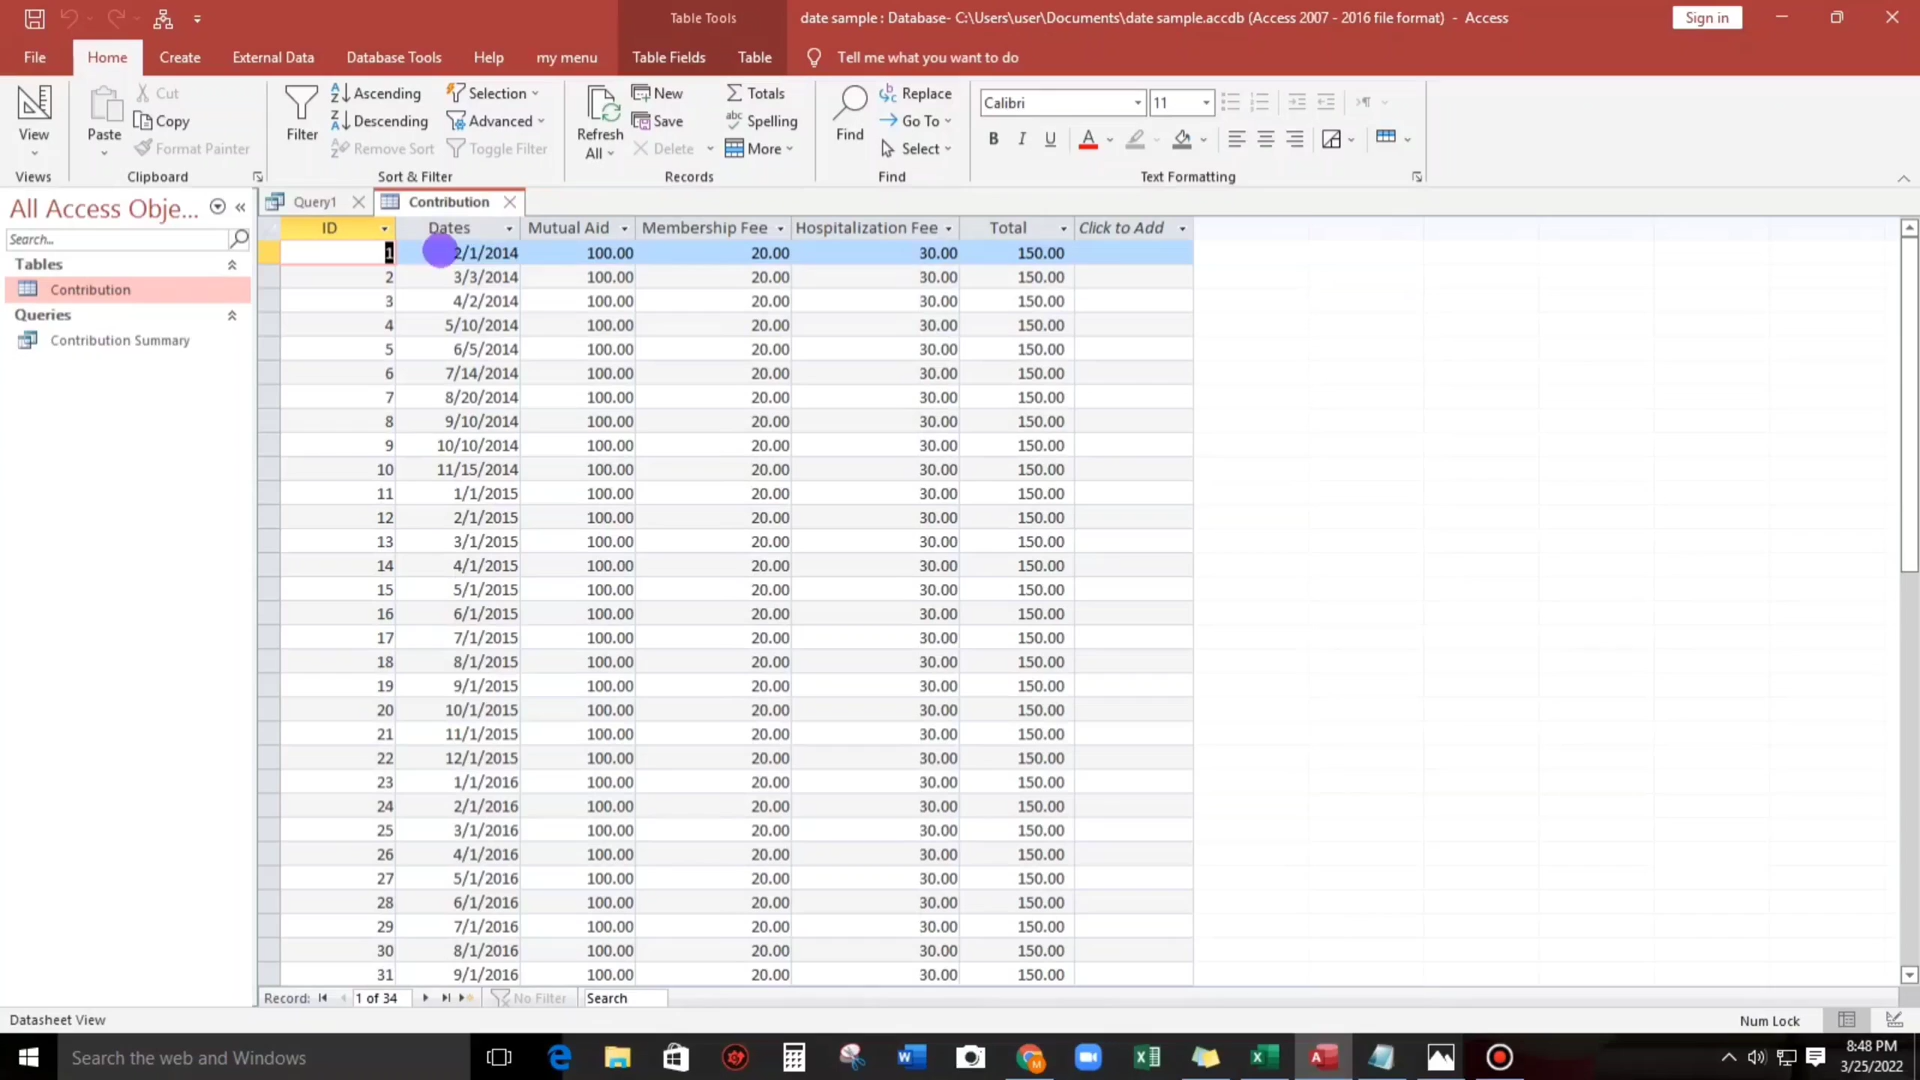 Table Tools
date sample : Database- C:\Users\user\Documents\date sample.accdb (Access 2007 - 2016 file format) - Access
Sign in
File Home Create External Data Database Tools Help my menu Table Fields Table Tell me what you want to do
View
Views
Paste
Cut
Copy
Format Painter
Clipboard
Filter
Ascending
Descending
Remove Sort
Selection
Advanced
Toggle Filter
Sort & Filter
Refresh
All
New
Save
Delete
Totals
Spelling
More
Records
Find
Replace
Go To
Select
Find
Calibri 11
B I U A
Text Formatting
All Access Obje...
Search...
Tables
Contribution
Queries
Contribution Summary
Query1 Contribution
ID Dates Mutual Aid Membership Fee Hospitalization Fee Total Click to Add
1 2/1/2014 100.00 20.00 30.00 150.00
2 3/3/2014 100.00 20.00 30.00 150.00
3 4/2/2014 100.00 20.00 30.00 150.00
4 5/10/2014 100.00 20.00 30.00 150.00
5 6/5/2014 100.00 20.00 30.00 150.00
6 7/14/2014 100.00 20.00 30.00 150.00
7 8/20/2014 100.00 20.00 30.00 150.00
8 9/10/2014 100.00 20.00 30.00 150.00
9 10/10/2014 100.00 20.00 30.00 150.00
10 11/15/2014 100.00 20.00 30.00 150.00
11 1/1/2015 100.00 20.00 30.00 150.00
12 2/1/2015 100.00 20.00 30.00 150.00
13 3/1/2015 100.00 20.00 30.00 150.00
14 4/1/2015 100.00 20.00 30.00 150.00
15 5/1/2015 100.00 20.00 30.00 150.00
16 6/1/2015 100.00 20.00 30.00 150.00
17 7/1/2015 100.00 20.00 30.00 150.00
18 8/1/2015 100.00 20.00 30.00 150.00
19 9/1/2015 100.00 20.00 30.00 150.00
20 10/1/2015 100.00 20.00 30.00 150.00
21 11/1/2015 100.00 20.00 30.00 150.00
22 12/1/2015 100.00 20.00 30.00 150.00
23 1/1/2016 100.00 20.00 30.00 150.00
24 2/1/2016 100.00 20.00 30.00 150.00
25 3/1/2016 100.00 20.00 30.00 150.00
26 4/1/2016 100.00 20.00 30.00 150.00
27 5/1/2016 100.00 20.00 30.00 150.00
28 6/1/2016 100.00 20.00 30.00 150.00
29 7/1/2016 100.00 20.00 30.00 150.00
30 8/1/2016 100.00 20.00 30.00 150.00
31 9/1/2016 100.00 20.00 30.00 150.00
Record: 1 of 34 No Filter Search
Datasheet View Num Lock
Search the web and Windows
8:48 PM
3/25/2022